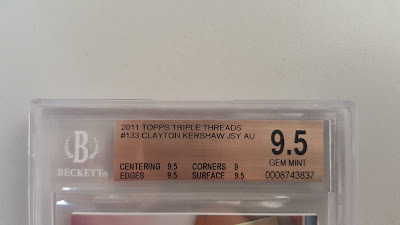 B
BECKETT®
2011 TOPPS TRIPLE THREADS
#133 CLAYTON KERSHAW JSY AU
CENTERING 9.5 CORNERS 9
EDGES 9.5 SURFACE 9.5
9.5
GEM MINT
0008743837